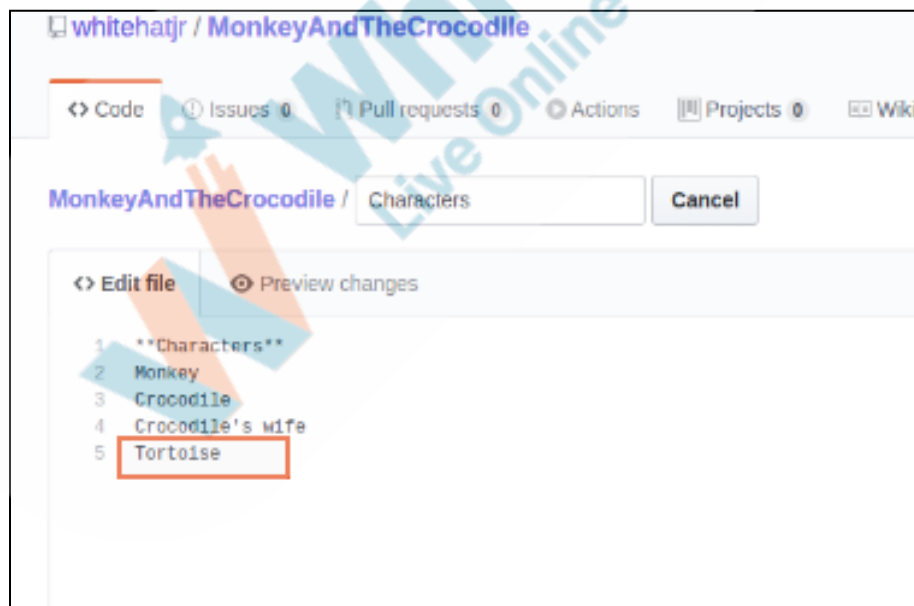 whitehatjr / MonkeyAndTheCrocodile
Code Issues 0 Pull requests 0 Actions Projects 0 Wiki
MonkeyAndTheCrocodile / Characters Cancel
Edit file Preview changes
1 **Characters**
2 Monkey
3 Crocodile
4 Crocodile's wife
5 Tortoise
Live Online